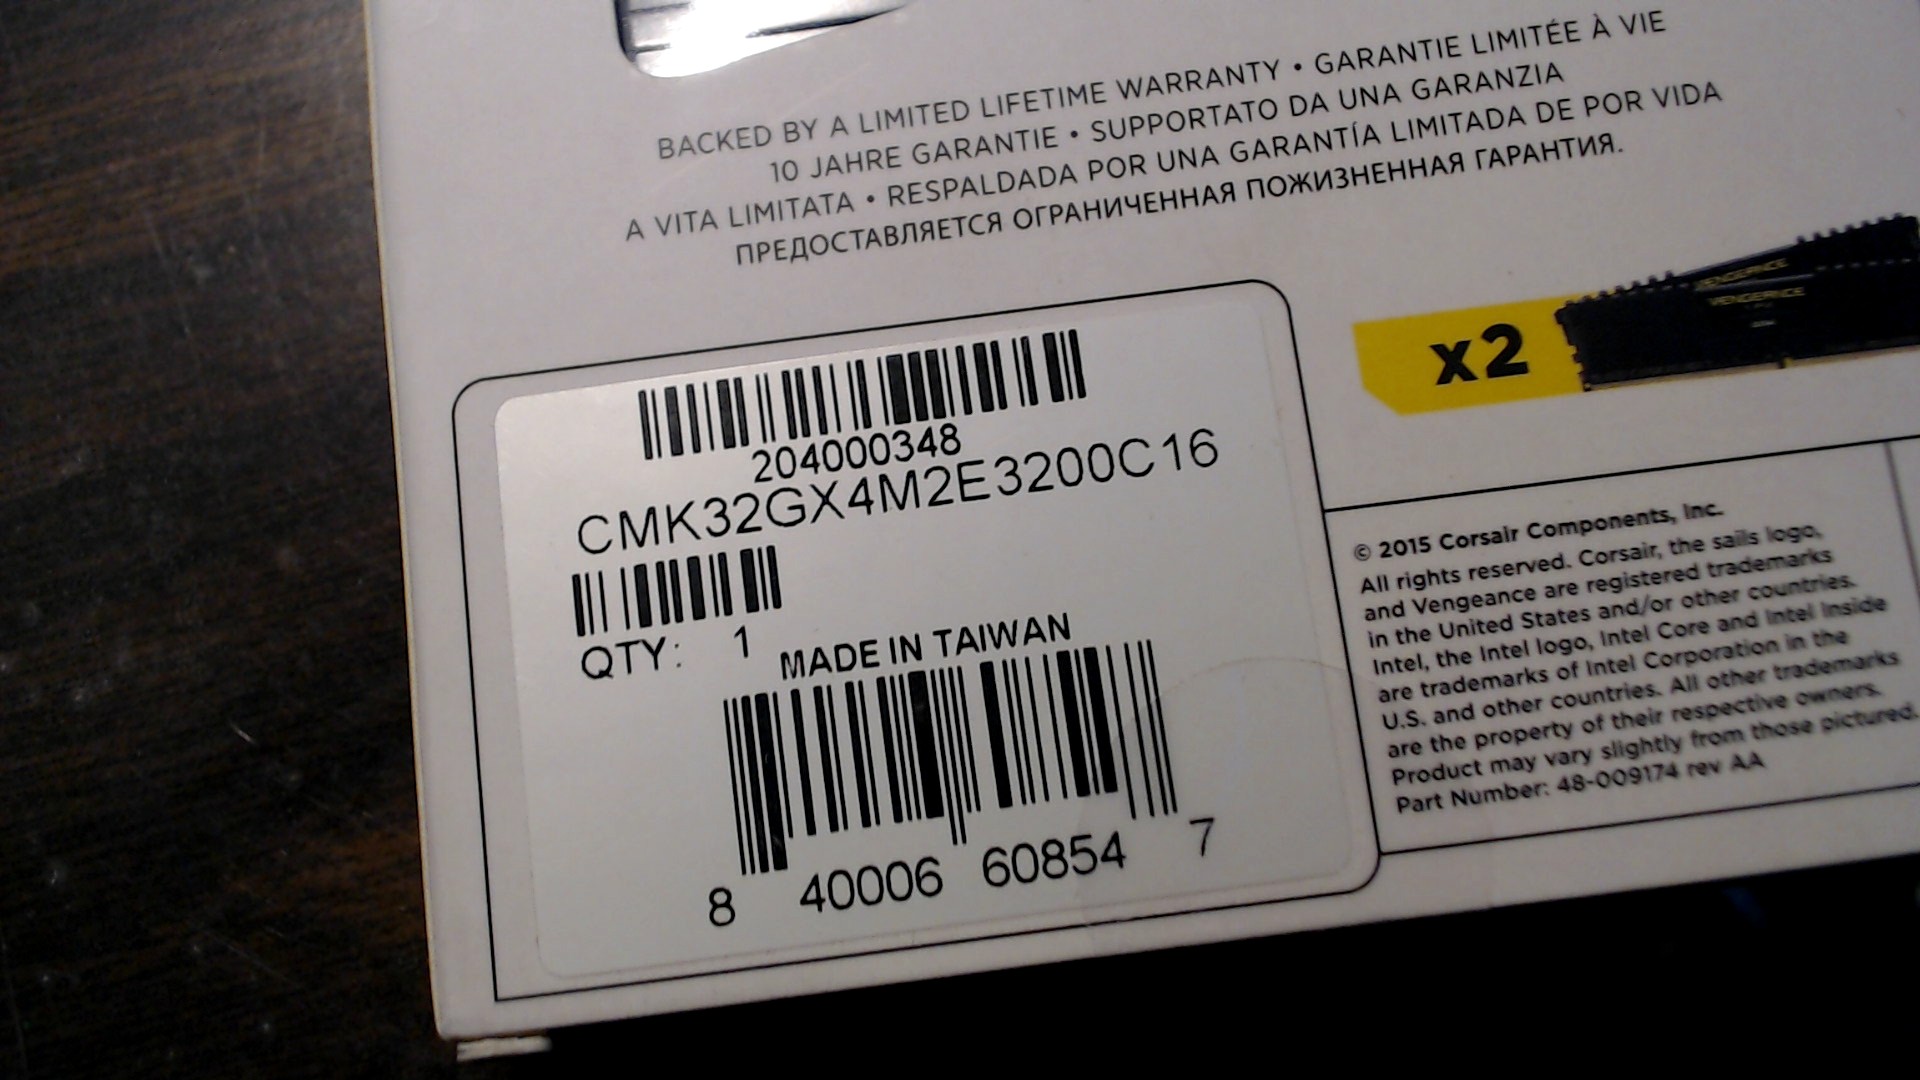 BACKED BY A LIMITED LIFETIME WARRANTY • GARANTIE LIMITÉE À VIE
10 JAHRE GARANTIE • SUPPORTATO DA UNA GARANZIA
A VITA LIMITATA • RESPALDADA POR UNA GARANTÍA LIMITADA DE POR VIDA
ПРЕДОСТАВЛЯЕТСЯ ОГРАНИЧЕННАЯ ПОЖИЗНЕННАЯ ГАРАНТИЯ.
VENGEANCE
VENGEANCE
x2
204000348
CMK32GX4M2E3200C16
QTY: 1
MADE IN TAIWAN
8 40006 60854 7
© 2015 Corsair Components, Inc.
All rights reserved. Corsair, the sails logo,
and Vengeance are registered trademarks
in the United States and/or other countries.
Intel, the Intel logo, Intel Core and Intel Inside
are trademarks of Intel Corporation in the
U.S. and other countries. All other trademarks
are the property of their respective owners.
Product may vary slightly from those pictured.
Part Number: 48-009174 rev AA